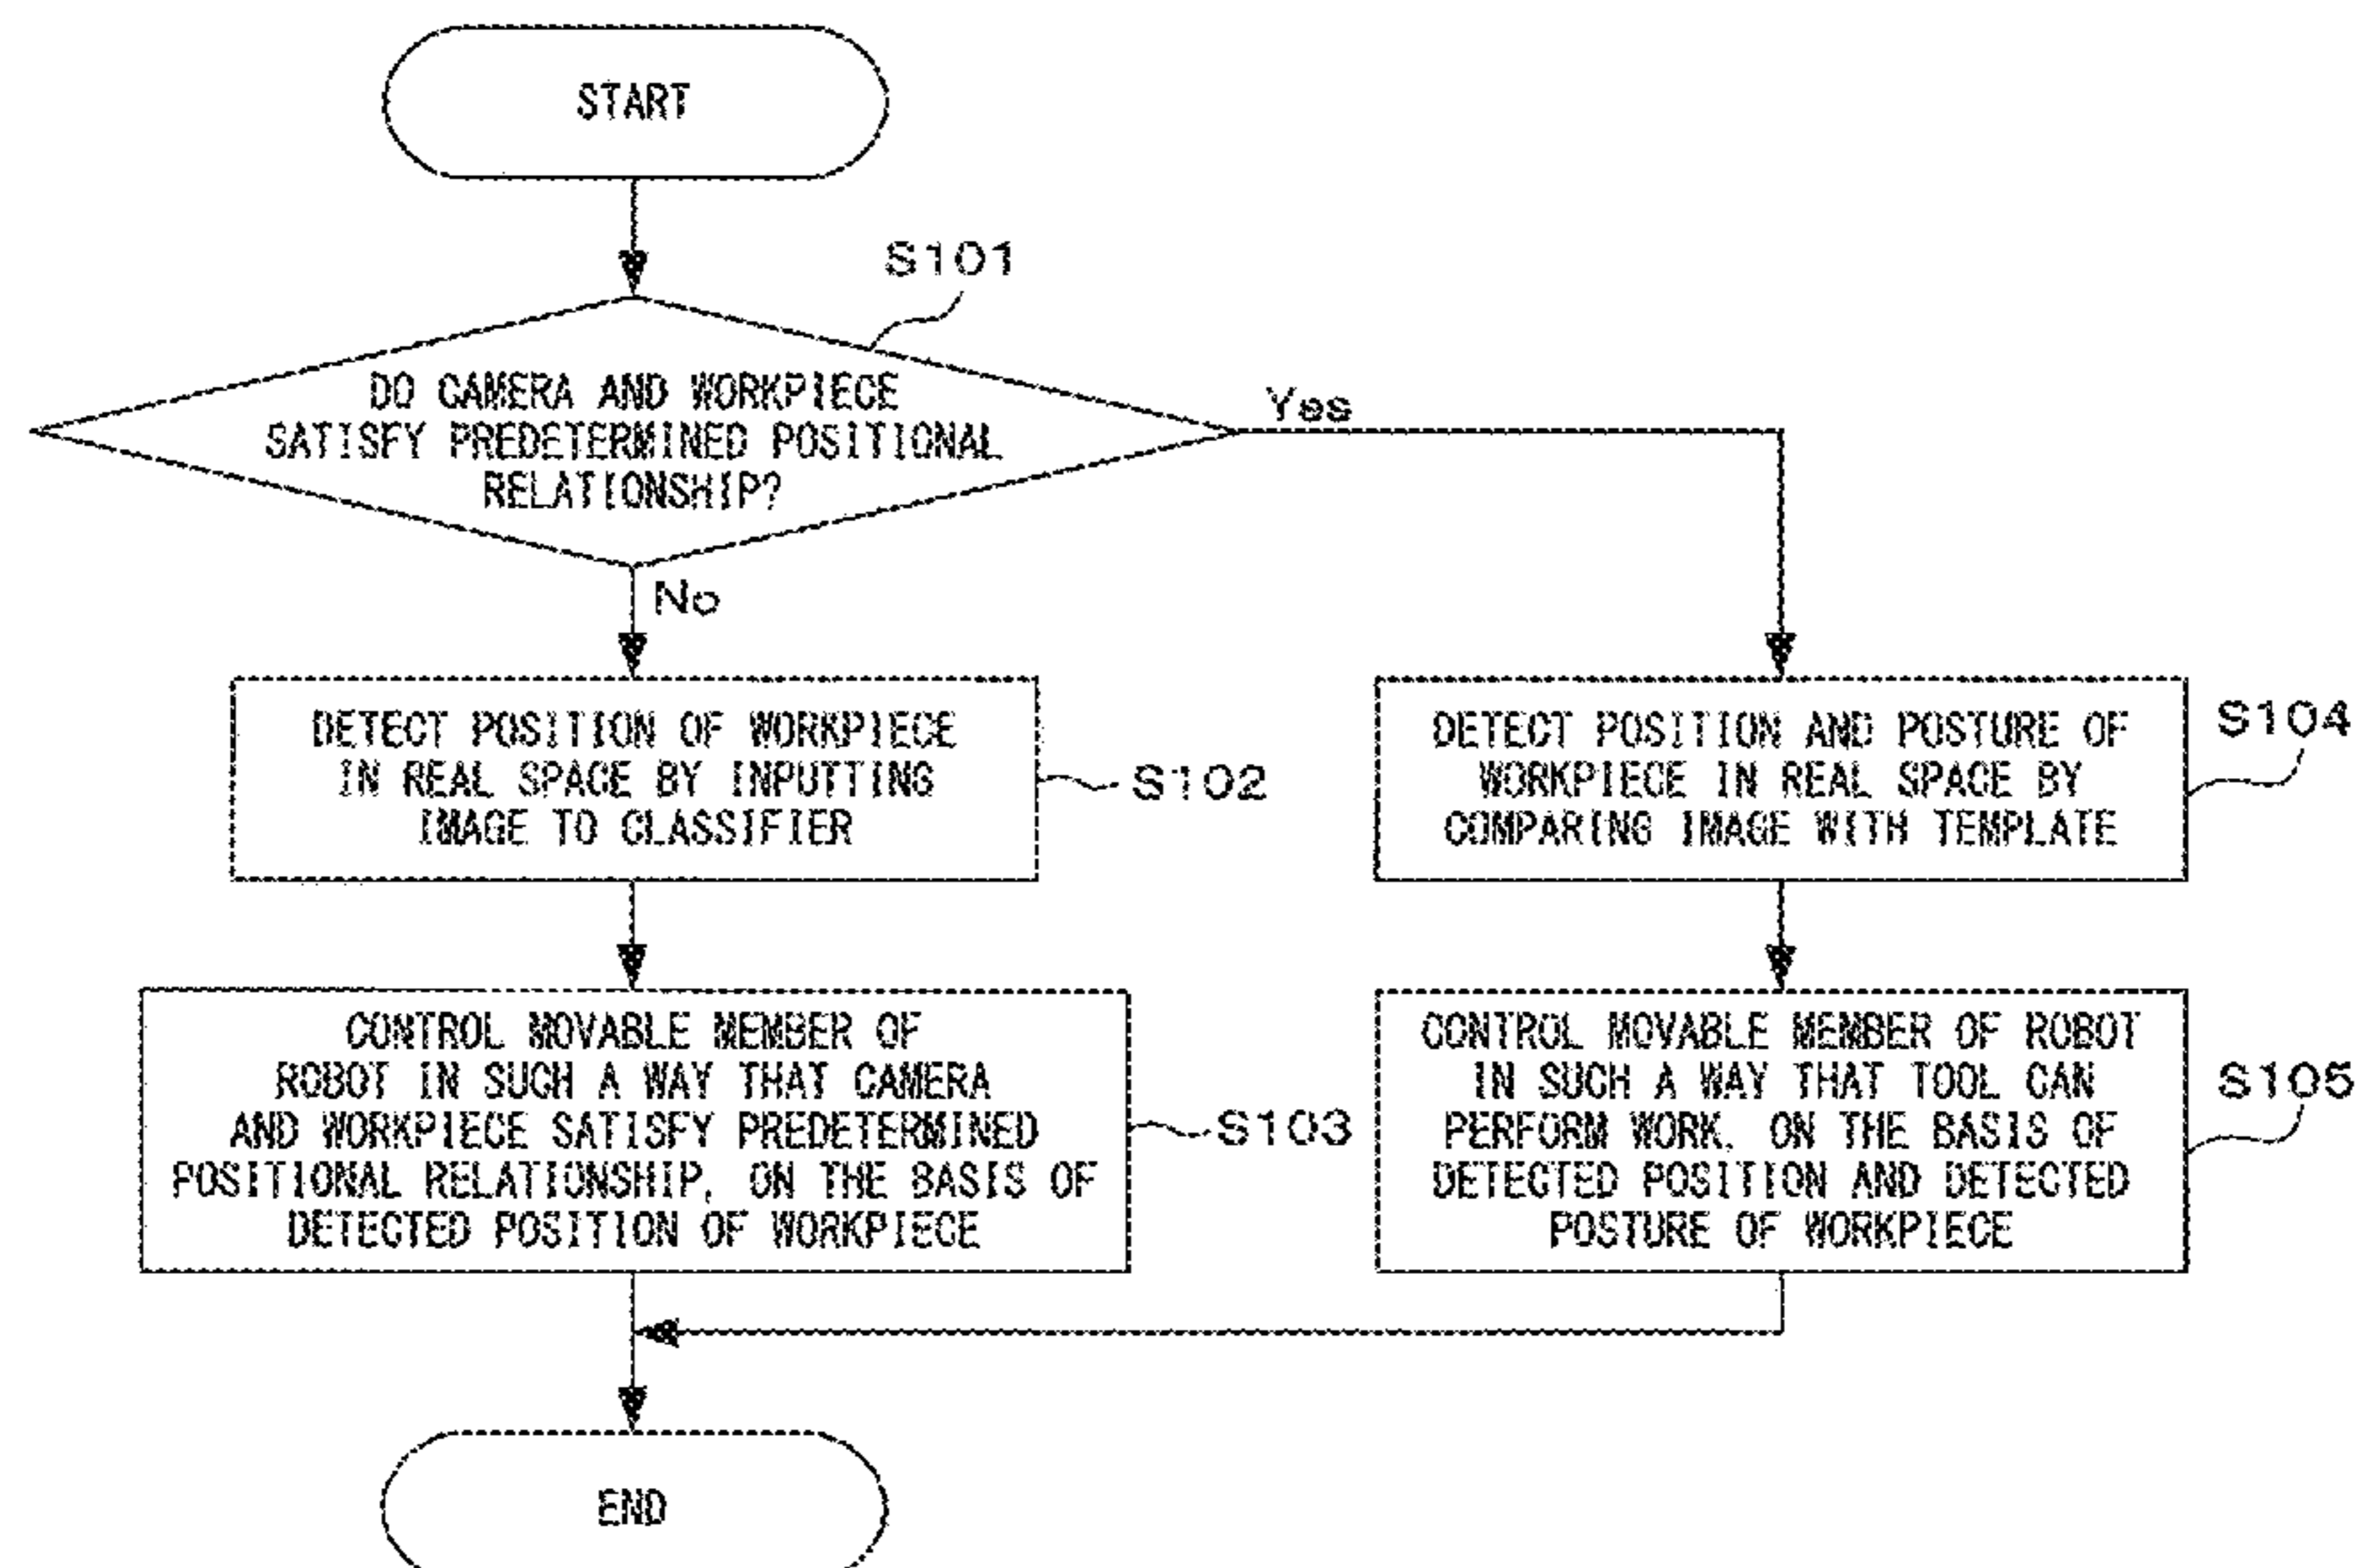 START
S101
DO CAMERA AND WORKPIECE
SATISFY PREDETERMINED POSITIONAL
RELATIONSHIP?
Yes
No
DETECT POSITION OF WORKPIECE
IN REAL SPACE BY INPUTTING
IMAGE TO CLASSIFIER
S102
DETECT POSITION AND POSTURE OF
WORKPIECE IN REAL SPACE BY
COMPARING IMAGE WITH TEMPLATE
S104
CONTROL MOVABLE MEMBER OF
ROBOT IN SUCH A WAY THAT CAMERA
AND WORKPIECE SATISFY PREDETERMINED
POSITIONAL RELATIONSHIP, ON THE BASIS OF
DETECTED POSITION OF WORKPIECE
S103
CONTROL MOVABLE MEMBER OF ROBOT
IN SUCH A WAY THAT TOOL CAN
PERFORM WORK, ON THE BASIS OF
DETECTED POSITION AND DETECTED
POSTURE OF WORKPIECE
S105
END